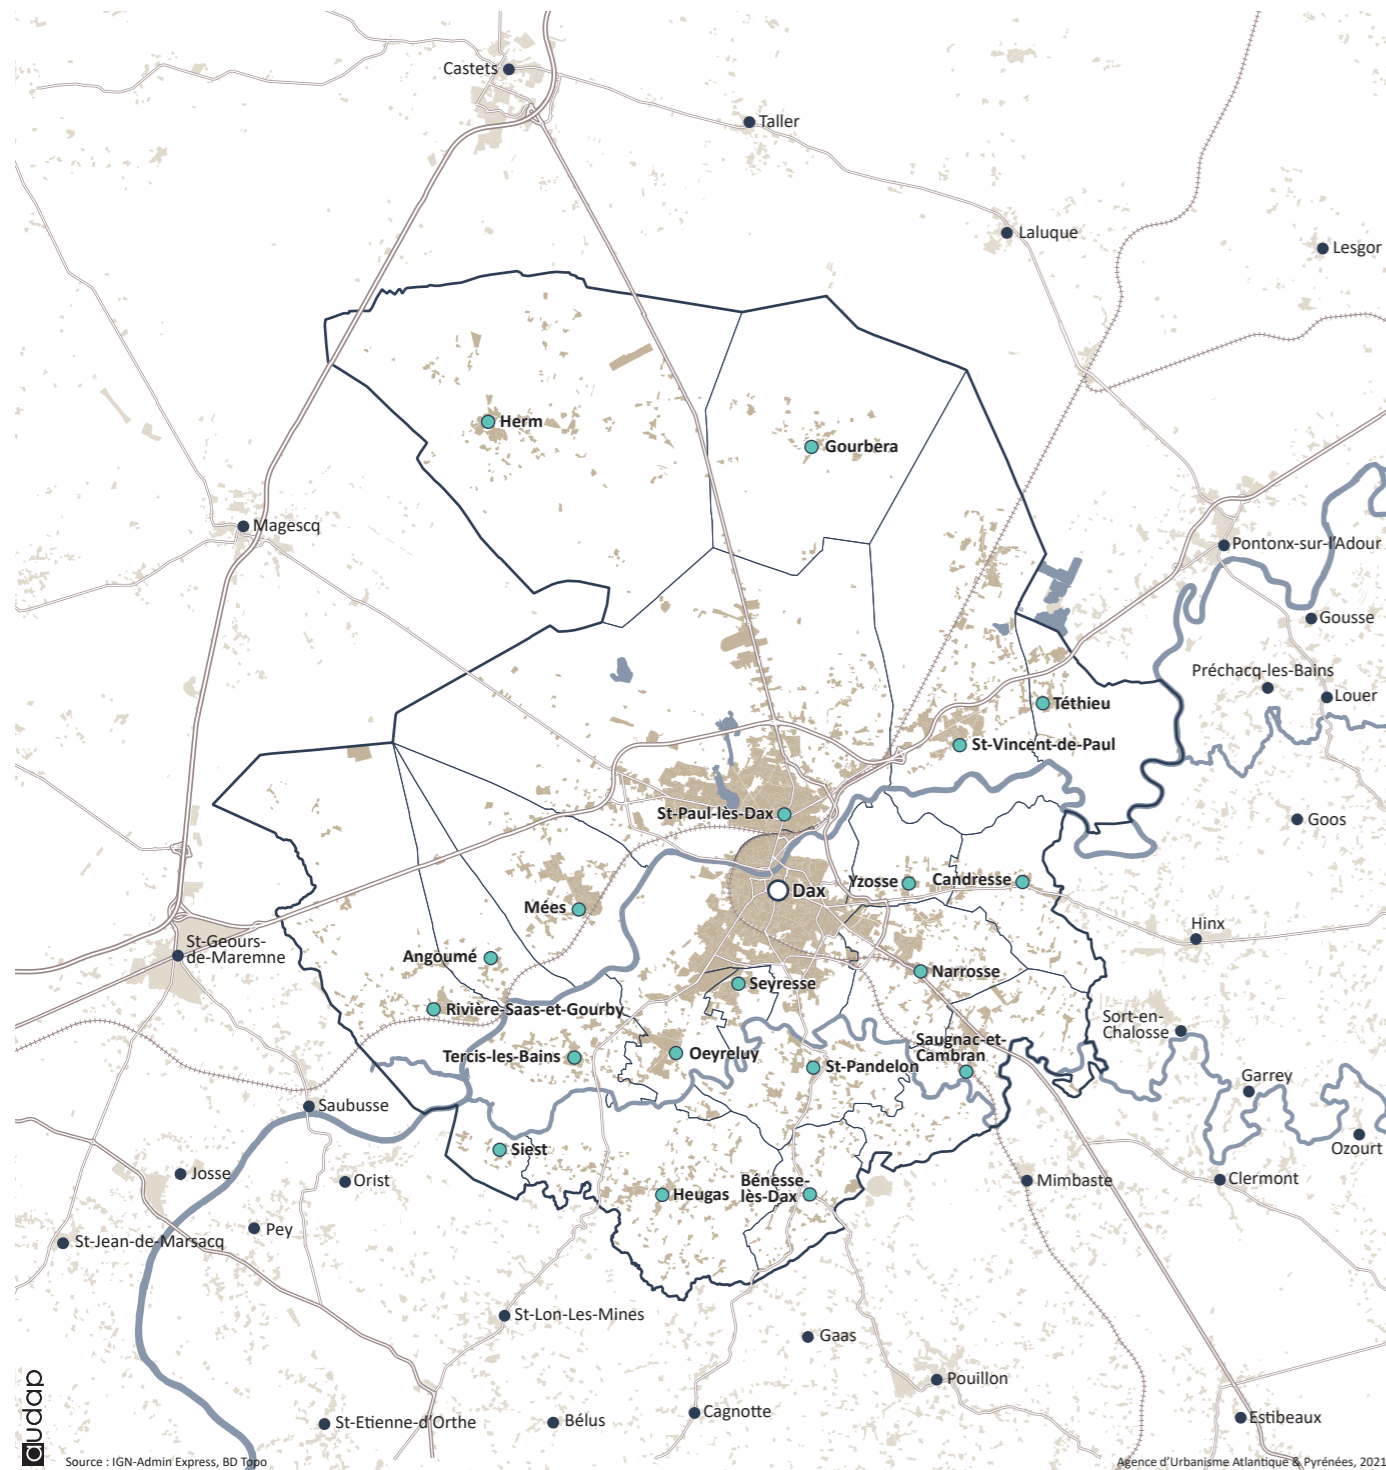 Castets
Taller
Laluque
Lesgor
Herm
Gourbera
Magescq
Pontonx-sur-l'Adour
Gousse
Préchacq-les-Bains
Louer
Téthieu
St-Vincent-de-Paul
St-Paul-lès-Dax
Goos
Dax
Yzosse
Candresse
Mées
Hinx
St-Geours-
de-Maremne
Angoumé
Narrosse
Seyresse
Rivière-Saas-et-Gourby
Sort-en-
Chalosse
Saugnac-et-
Cambran
Tercis-les-Bains
Oeyreluy
St-Pandelon
Garrey
Saubusse
Ozourt
Siest
Josse
Orist
Heugas
Bénesse-
lès-Dax
Mimbaste
Clermont
Pey
St-Jean-de-Marsacq
St-Lon-Les-Mines
Gaas
Pouillon
Cagnotte
St-Etienne-d'Orthe
Bélus
Estibeaux
audap
Source : IGN-Admin Express, BD Topo
Agence d'Urbanisme Atlantique & Pyrénées, 2021